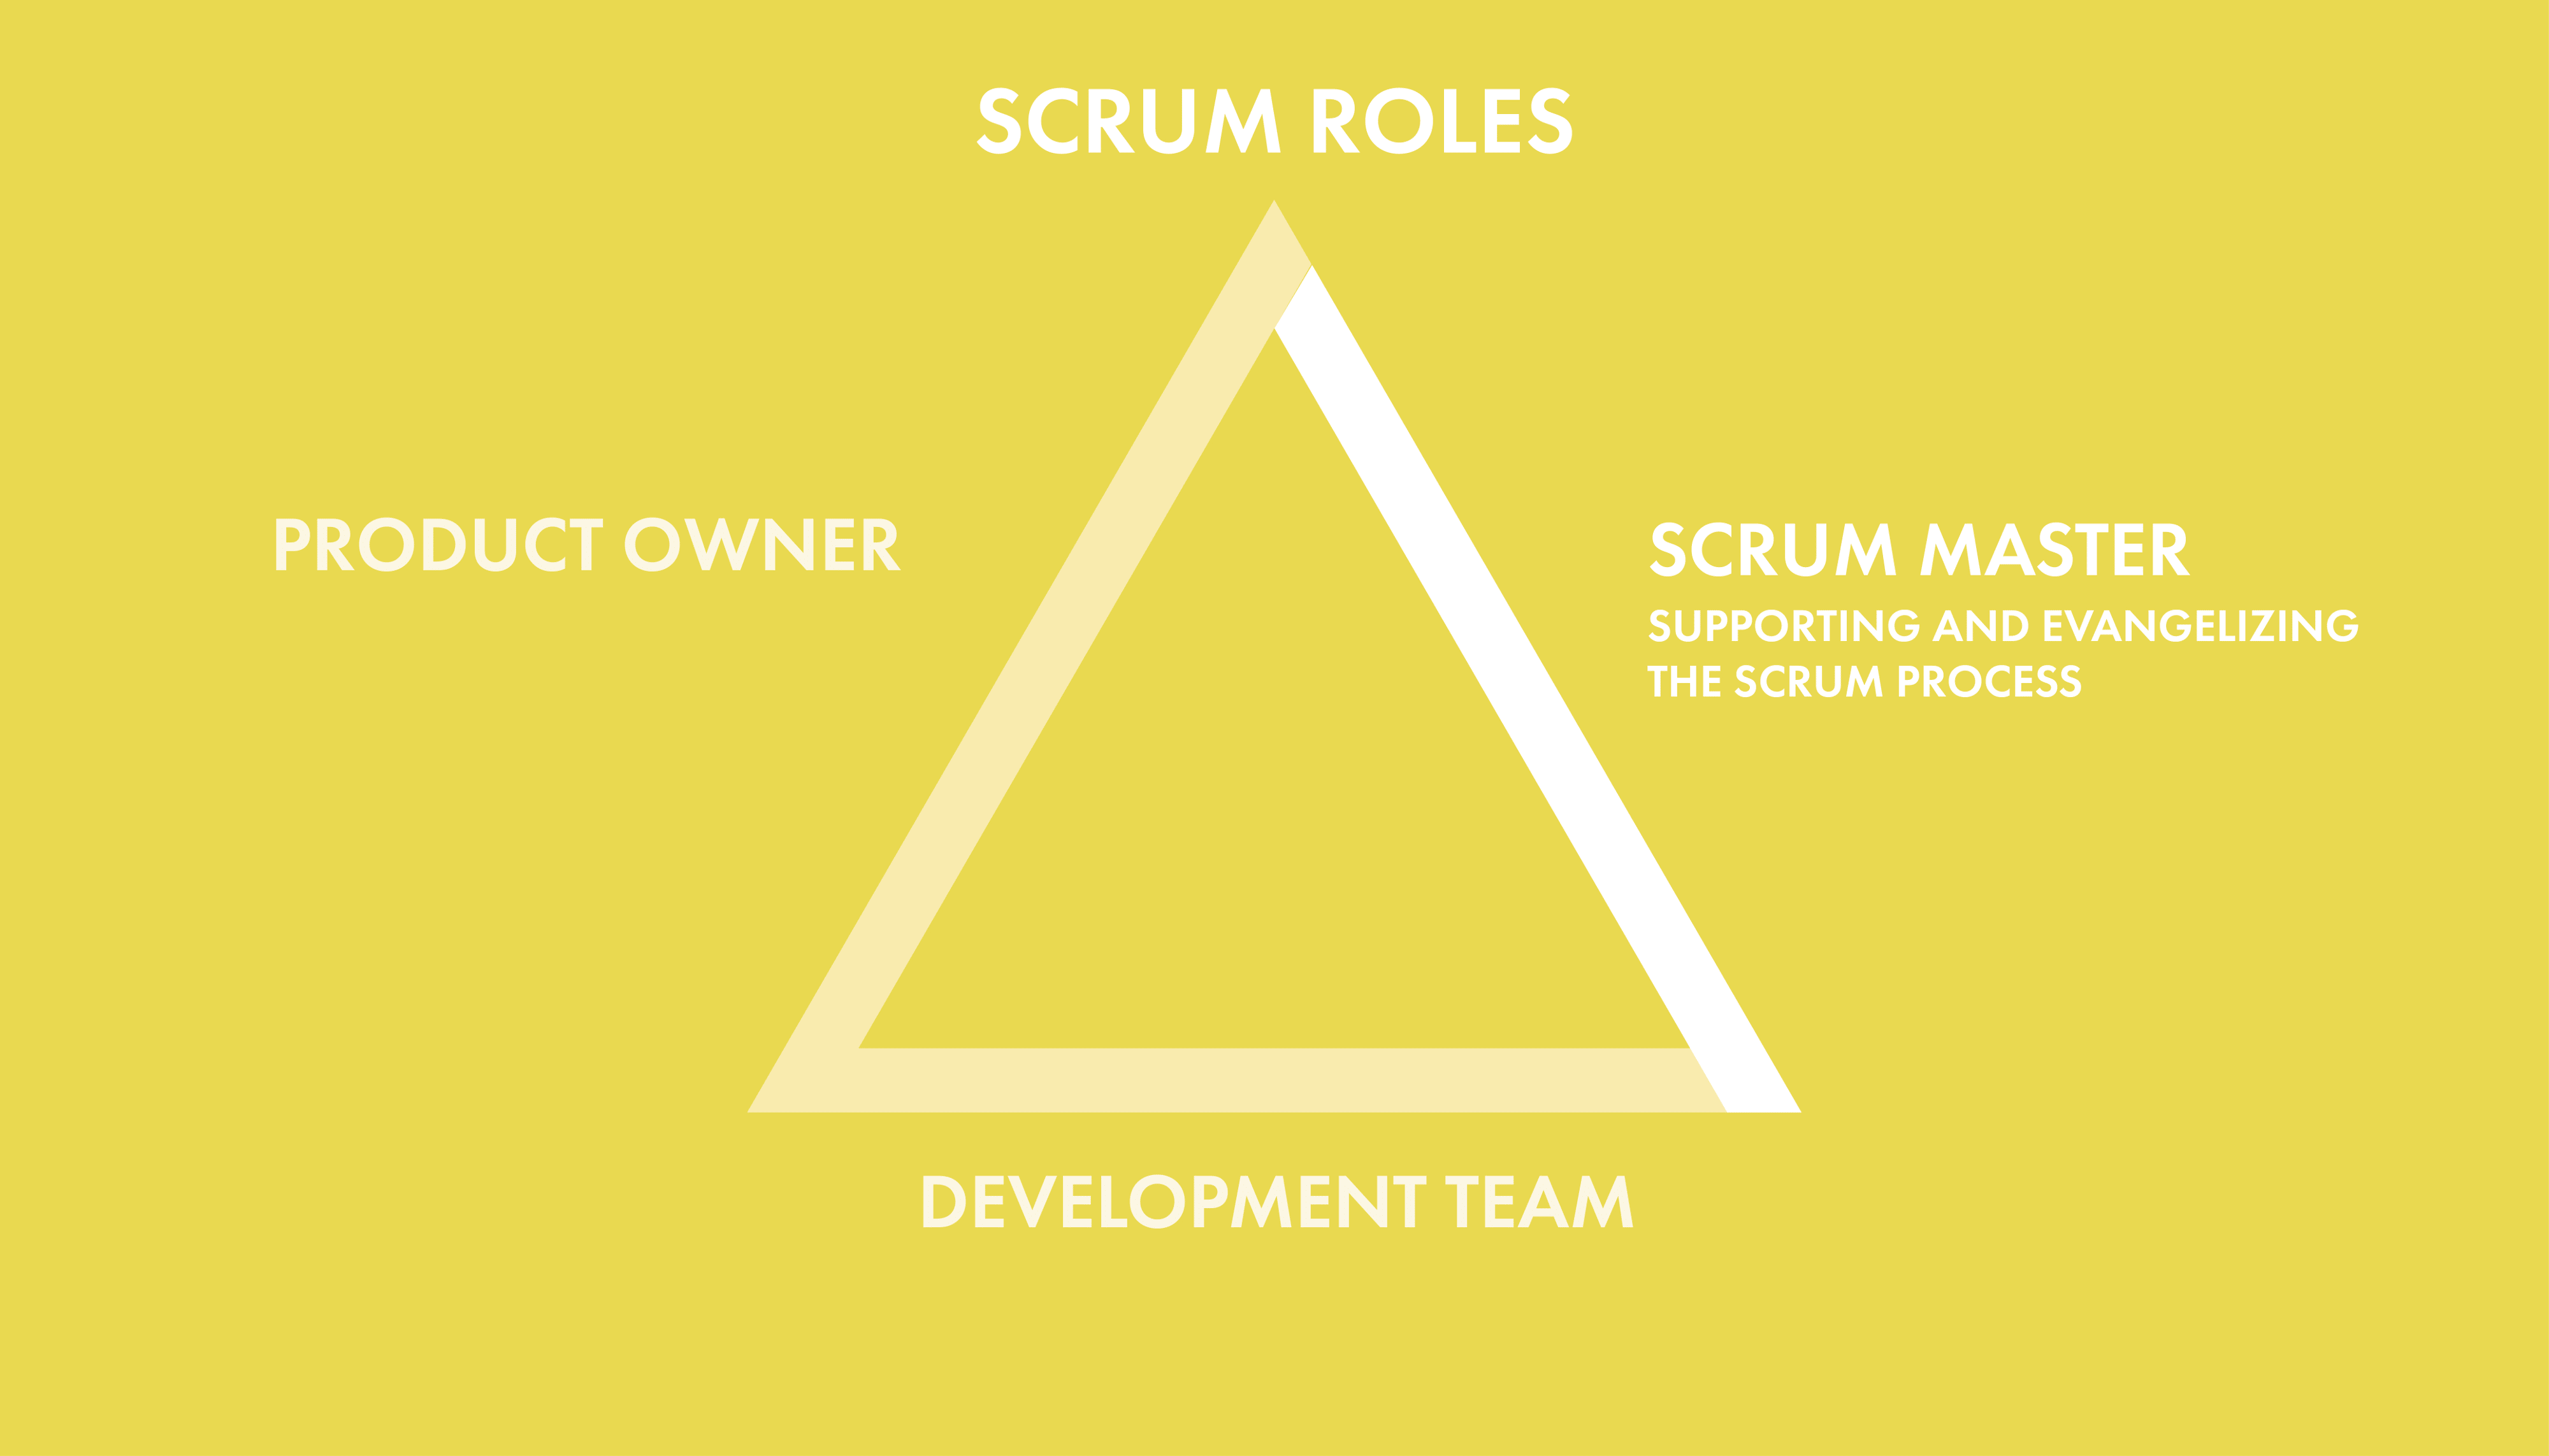 SCRUM ROLES
PRODUCT OWNER
SCRUM MASTER
SUPPORTING AND EVANGELIZING
THE SCRUM PROCESS
DEVELOPMENT TEAM